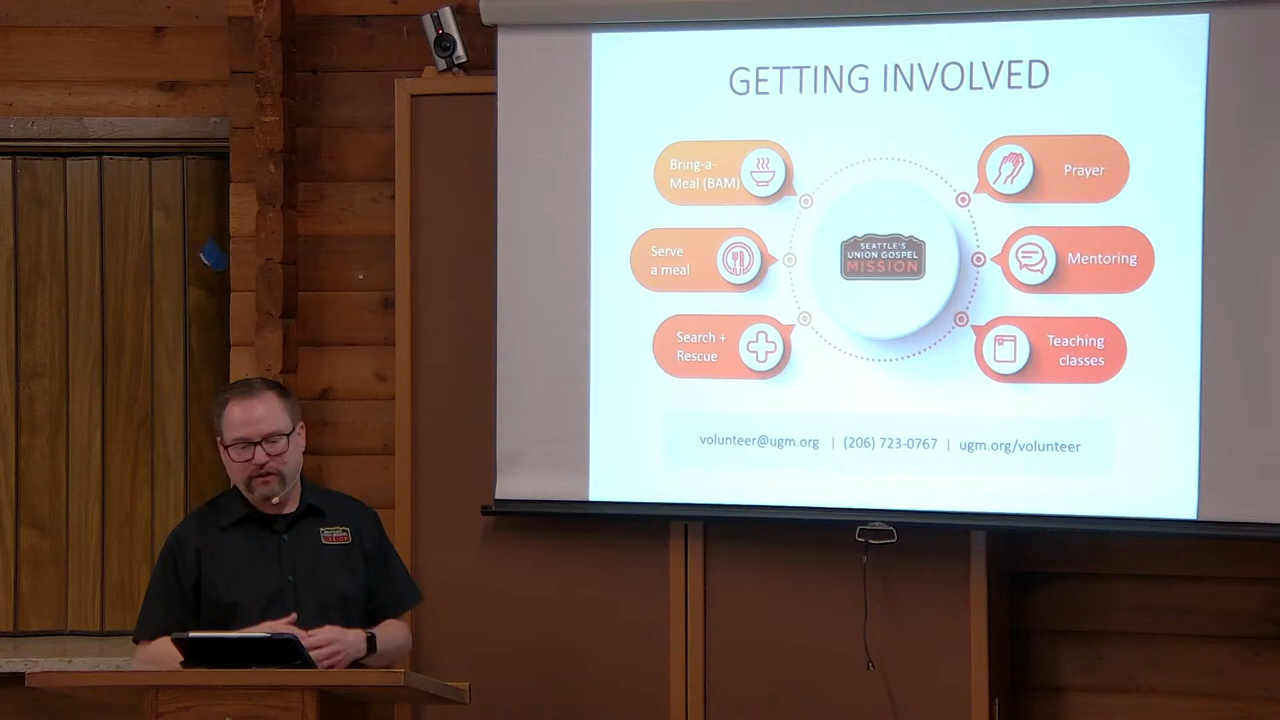 GETTING INVOLVED
Bring-a-
Meal (BAM)
Serve
a meal
Search +
Rescue
SEATTLE'S
UNION GOSPEL
MISSION
Prayer
Mentoring
Teaching
classes
volunteer@ugm.org | (206) 723-0767 | ugm.org/volunteer
MISSION